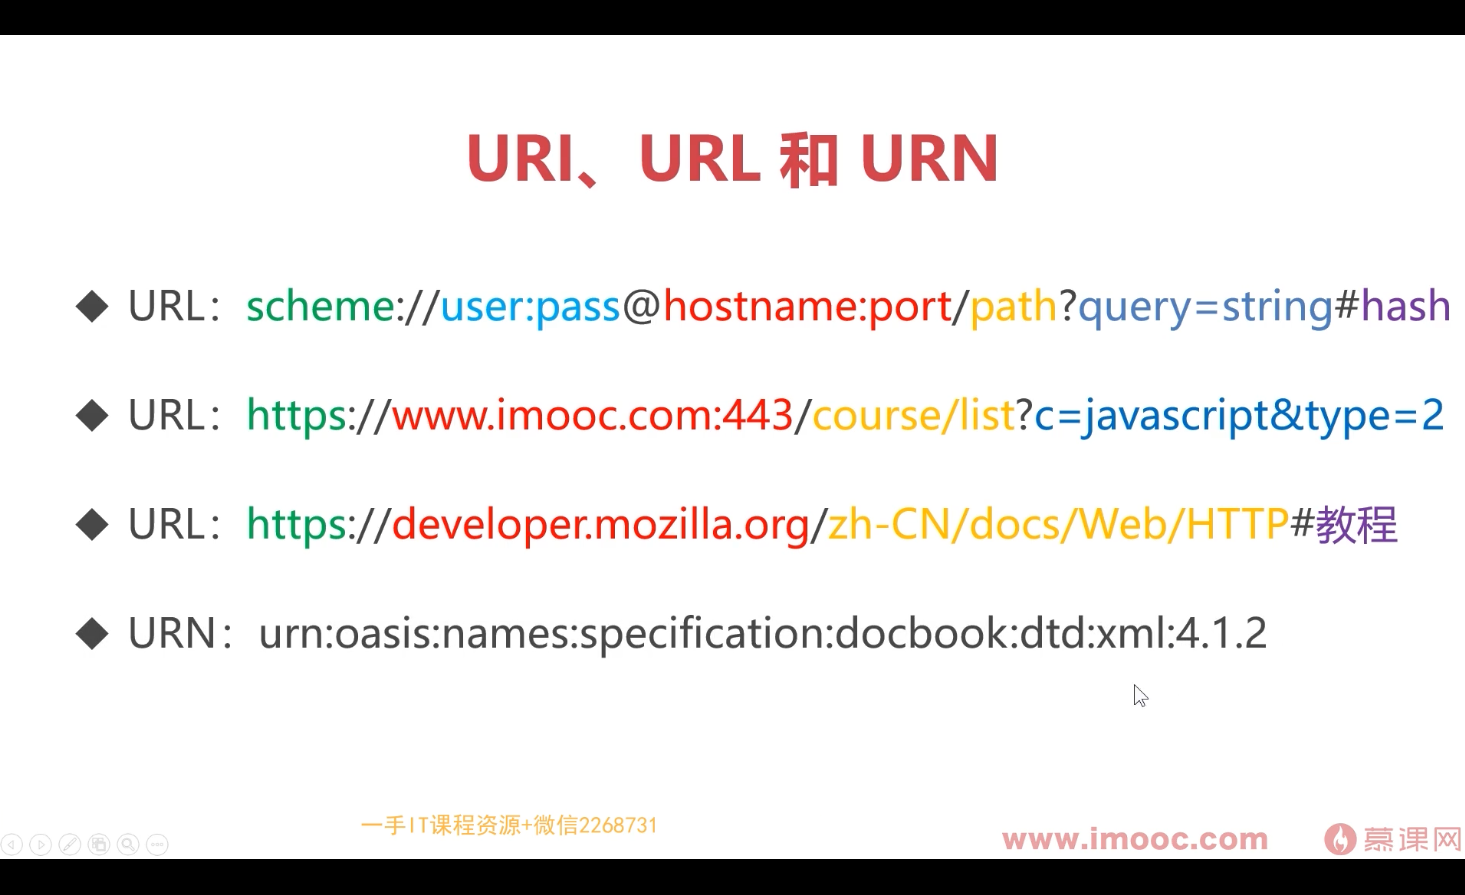 URI、URL 和 URN
◆ URL：scheme://user:pass@hostname:port/path?query=string#hash
◆ URL：https://www.imooc.com:443/course/list?c=javascript&type=2
◆ URL：https://developer.mozilla.org/zh-CN/docs/Web/HTTP#教程
◆ URN：urn:oasis:names:specification:docbook:dtd:xml:4.1.2
一手IT课程资源+微信2268731
www.imooc.com 慕课网